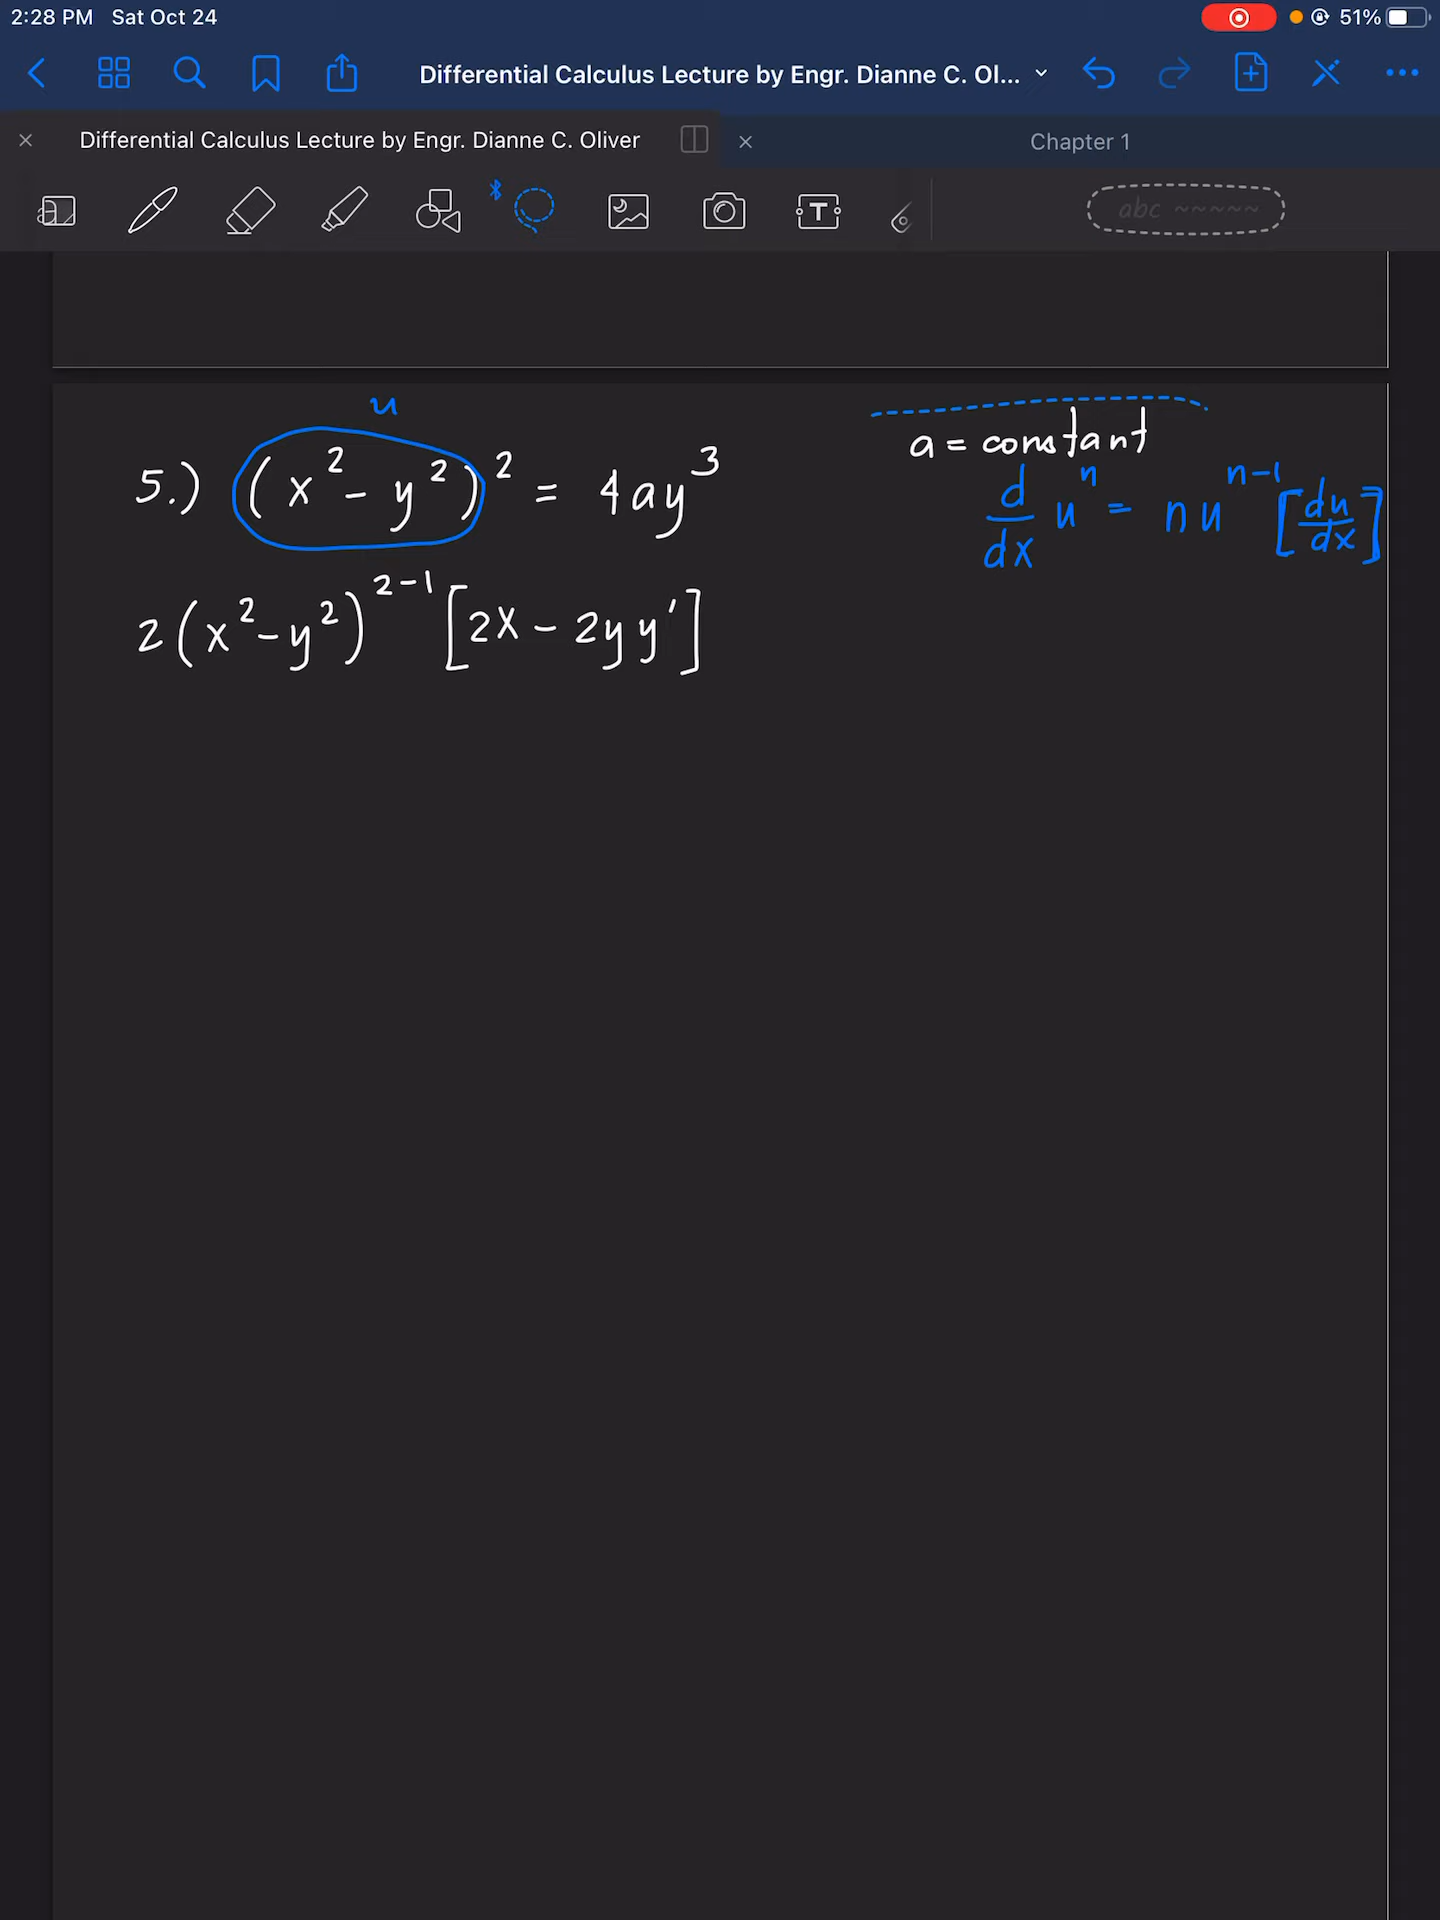 2:28 PM Sat Oct 24 51%
Differential Calculus Lecture by Engr. Dianne C. Ol...
Differential Calculus Lecture by Engr. Dianne C. Oliver
Chapter 1
a
T
abc ~~~~~
u
a = constant
5.) (x² - y²)² = 4ay³
d/dx uⁿ = nuⁿ⁻¹ [du/dx]
2(x² - y²)²⁻¹ [2x - 2yy']